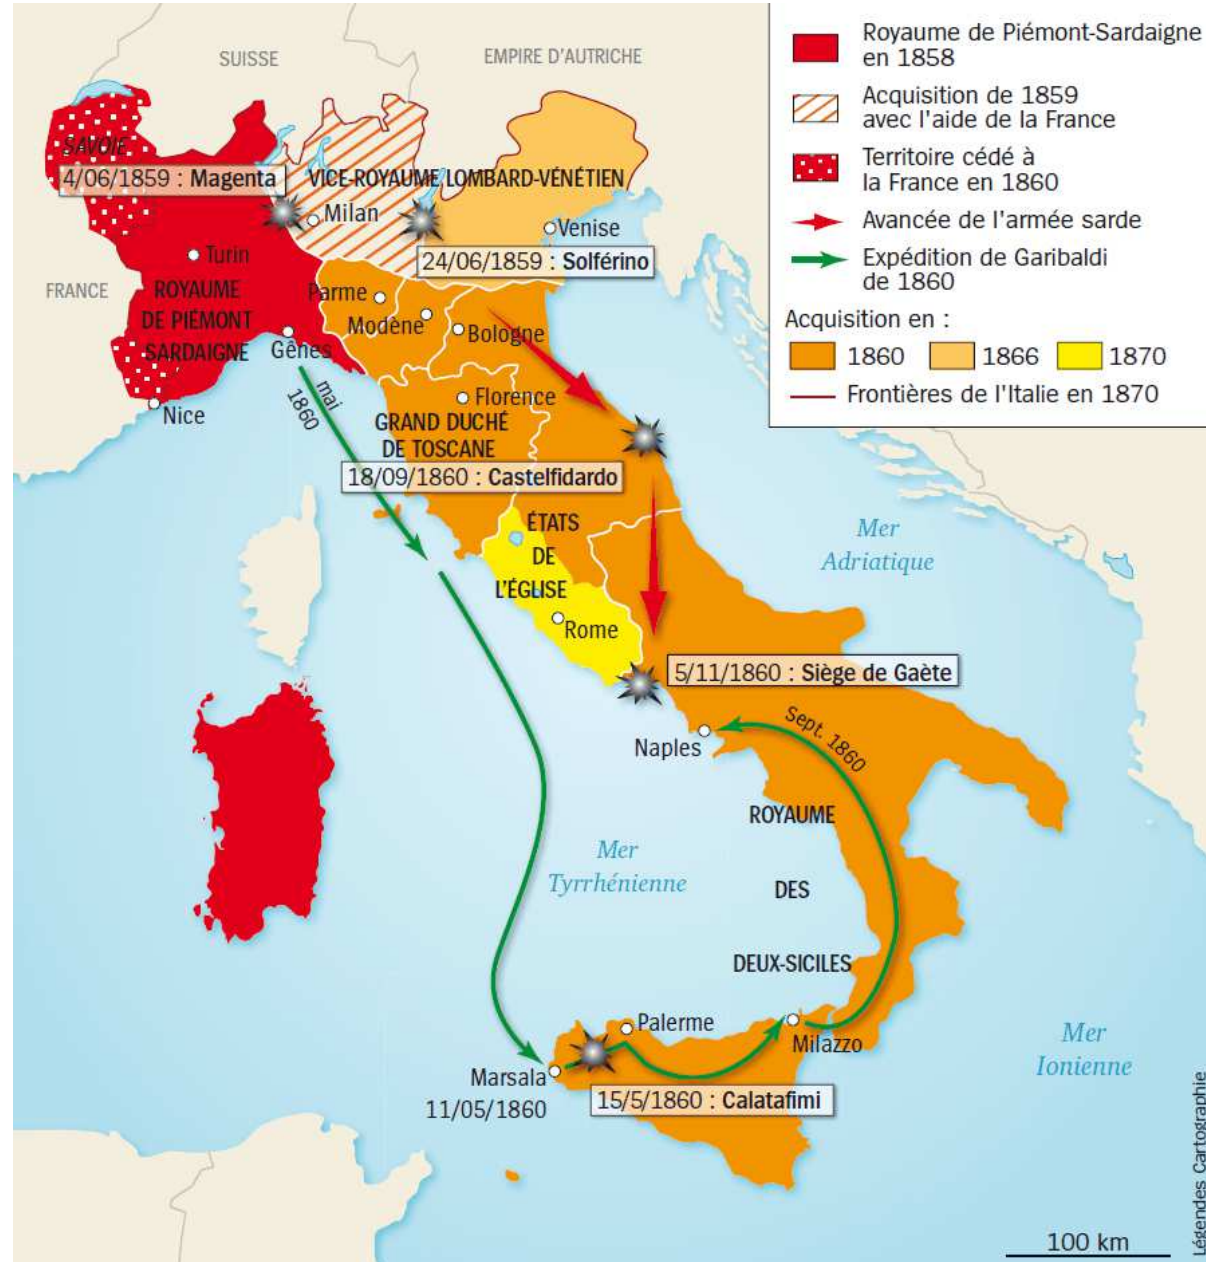 SUISSE
EMPIRE D'AUTRICHE
SAVOIE
4/06/1859 : Magenta
VICE-ROYAUME LOMBARD-VÉNÉTIEN
Milan
Venise
Turin
24/06/1859 : Solférino
FRANCE
ROYAUME
DE PIÉMONT
SARDAIGNE
Parme
Modène
Bologne
Gênes
mai
1860
Nice
Florence
GRAND DUCHÉ
DE TOSCANE
18/09/1860 : Castelfidardo
ÉTATS
DE
L'ÉGLISE
Rome
Mer
Adriatique
5/11/1860 : Siège de Gaète
Naples
Sept. 1860
ROYAUME
DES
DEUX-SICILES
Mer
Tyrrhénienne
Palerme
Milazzo
Marsala
11/05/1860
15/5/1860 : Calatafimi
Mer
Ionienne
Royaume de Piémont-Sardaigne
en 1858
Acquisition de 1859
avec l'aide de la France
Territoire cédé à
la France en 1860
Avancée de l'armée sarde
Expédition de Garibaldi
de 1860
Acquisition en :
1860 1866 1870
Frontières de l'Italie en 1870
100 km
Légendes Cartographie